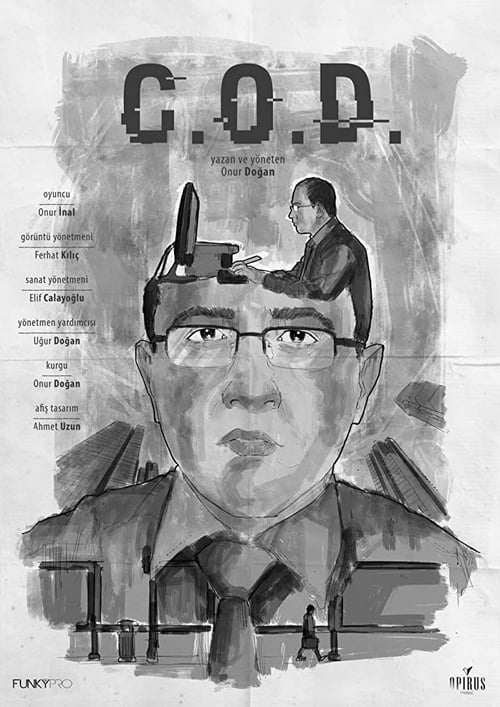 C.O.D.
yazan ve yöneten
Onur Doğan
oyuncu
Onur İnal
görüntü yönetmeni
Ferhat Kılıç
sanat yönetmeni
Elif Calayoğlu
yönetmen yardımcısı
Uğur Doğan
kurgu
Onur Doğan
afiş tasarım
Ahmet Uzun
FUNKYPRO
OPIRUS
MUSIC